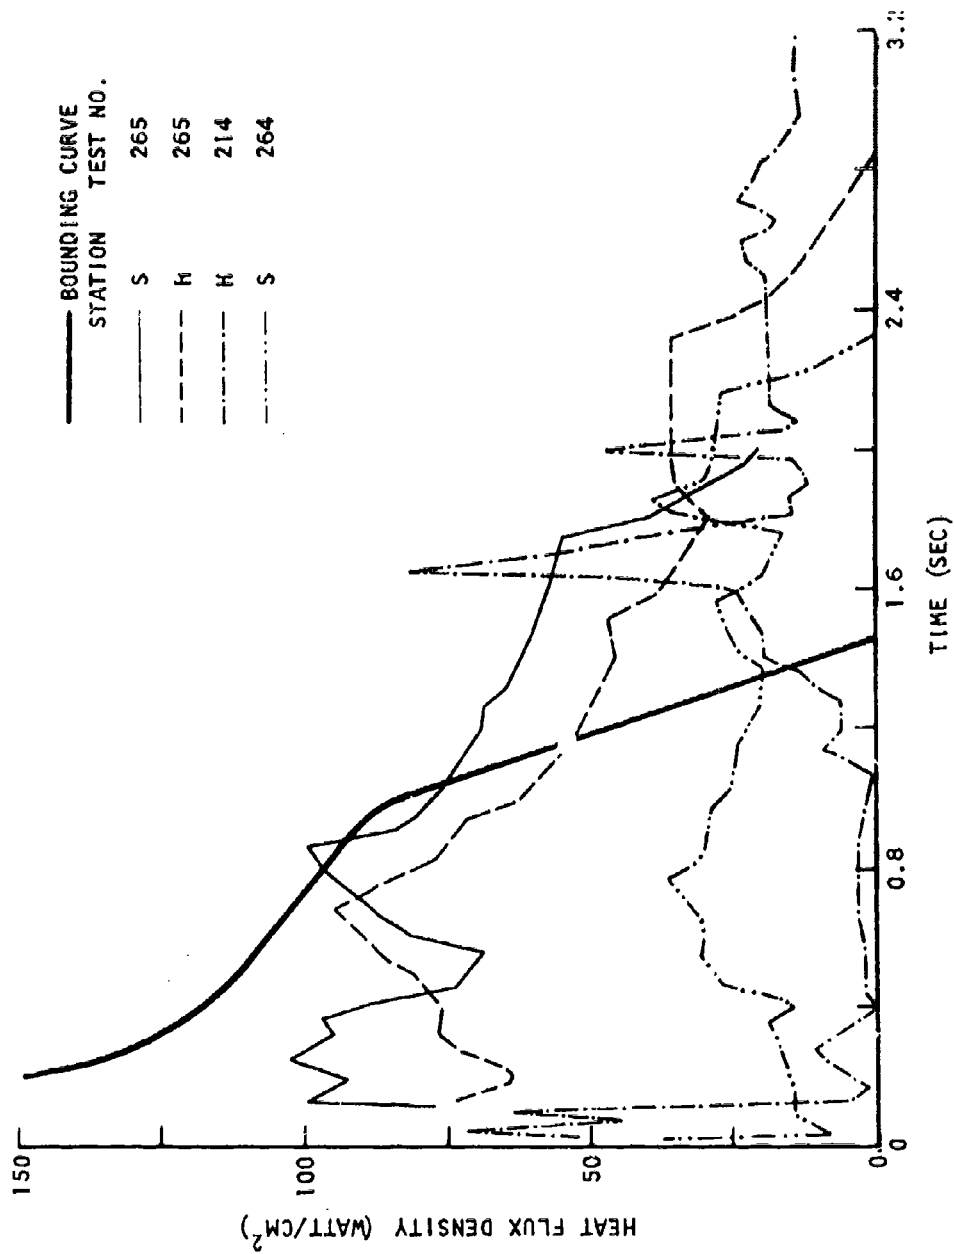 BOUNDING CURVE
STATION TEST NO.
S 265
H 265
H 214
S 264
150
100
50
0
HEAT FLUX DENSITY (WATT/CM²)
0 0.8 1.6 2.4
TIME (SEC)